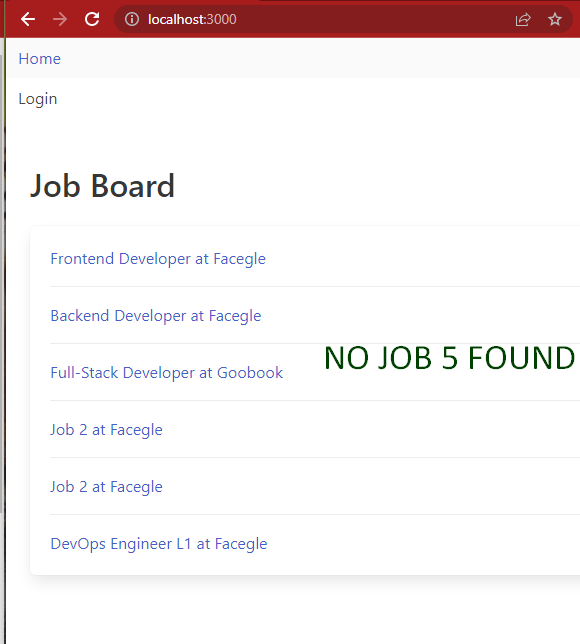 localhost:3000
Home
Login
Job Board
Frontend Developer at Facegle
Backend Developer at Facegle
NO JOB 5 FOUND
Full-Stack Developer at Goobook
Job 2 at Facegle
Job 2 at Facegle
DevOps Engineer L1 at Facegle